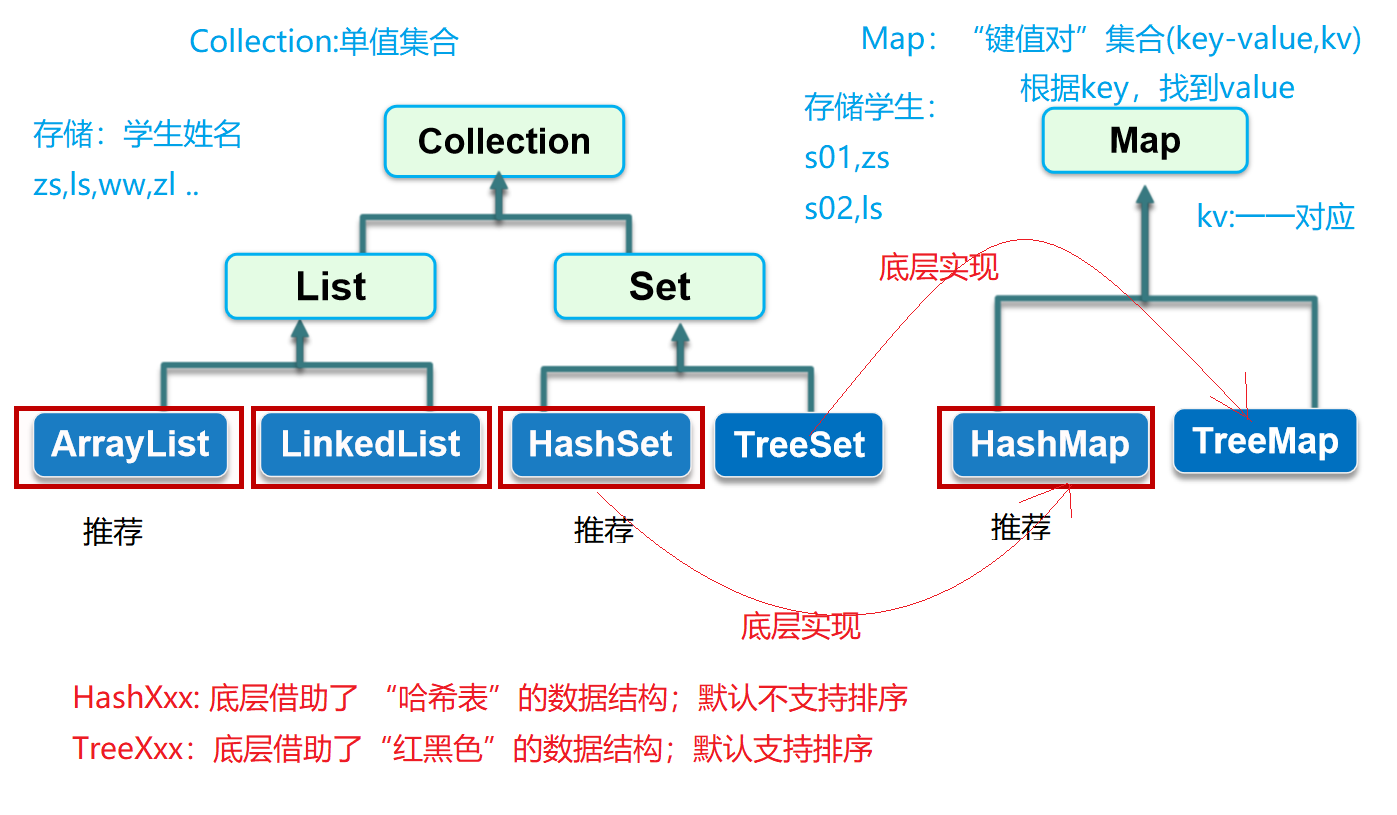 Collection:单值集合
Map： “键值对”集合(key-value,kv)
根据key，找到value
存储：学生姓名
zs,ls,ww,zl ..
Collection
存储学生：
s01,zs
s02,ls
Map
kv:一一对应
List
Set
底层实现
ArrayList
LinkedList
HashSet
TreeSet
HashMap
TreeMap
推荐
推荐
推荐
底层实现
HashXxx: 底层借助了 “哈希表”的数据结构；默认不支持排序
TreeXxx：底层借助了“红黑色”的数据结构；默认支持排序